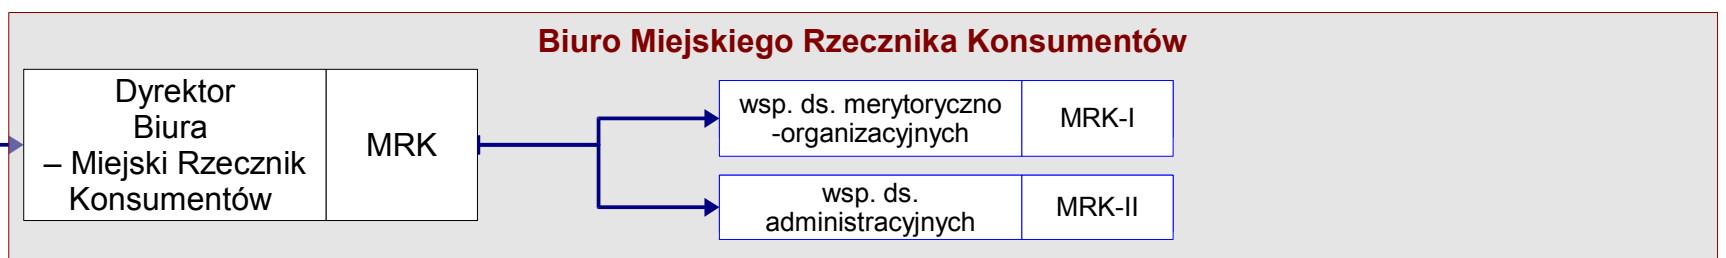 Biuro Miejskiego Rzecznika Konsumentów
Dyrektor
Biura
– Miejski Rzecznik
Konsumentów
MRK
wsp. ds. merytoryczno
-organizacyjnych
MRK-I
wsp. ds.
administracyjnych
MRK-II